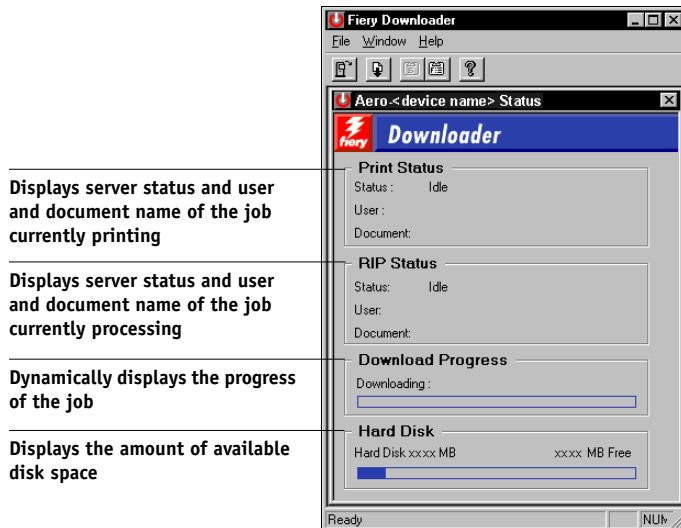 Fiery Downloader
File Window Help
Aero-<device name> Status
fiery
Downloader
Print Status
Status : Idle
User :
Document:
RIP Status
Status: Idle
User:
Document:
Download Progress
Downloading :
Hard Disk
Hard Disk xxxx MB xxxx MB Free
Ready NUM
Displays server status and user
and document name of the job
currently printing
Displays server status and user
and document name of the job
currently processing
Dynamically displays the progress
of the job
Displays the amount of available
disk space